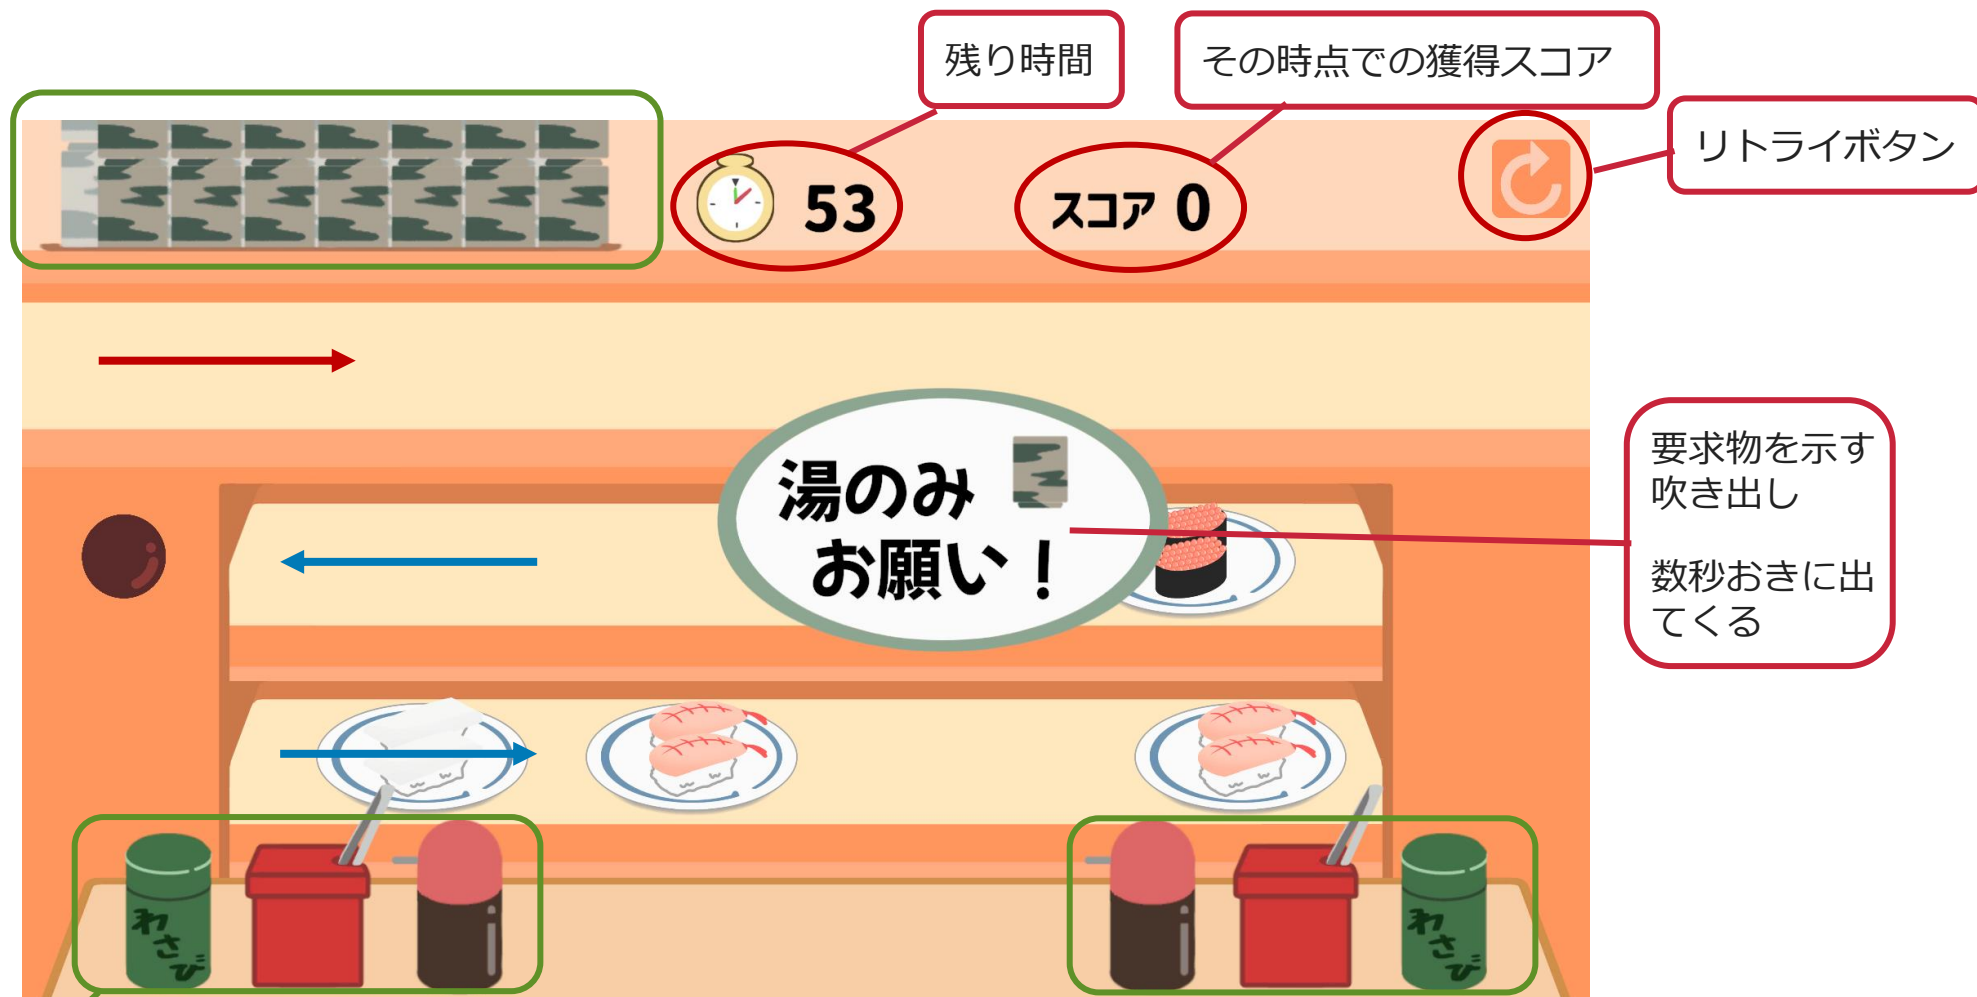 残り時間
その時点での獲得スコア
リトライボタン
53
スコア 0
湯のみ
お願い！
要求物を示す
吹き出し
数秒おきに出
てくる
わさび
わさび